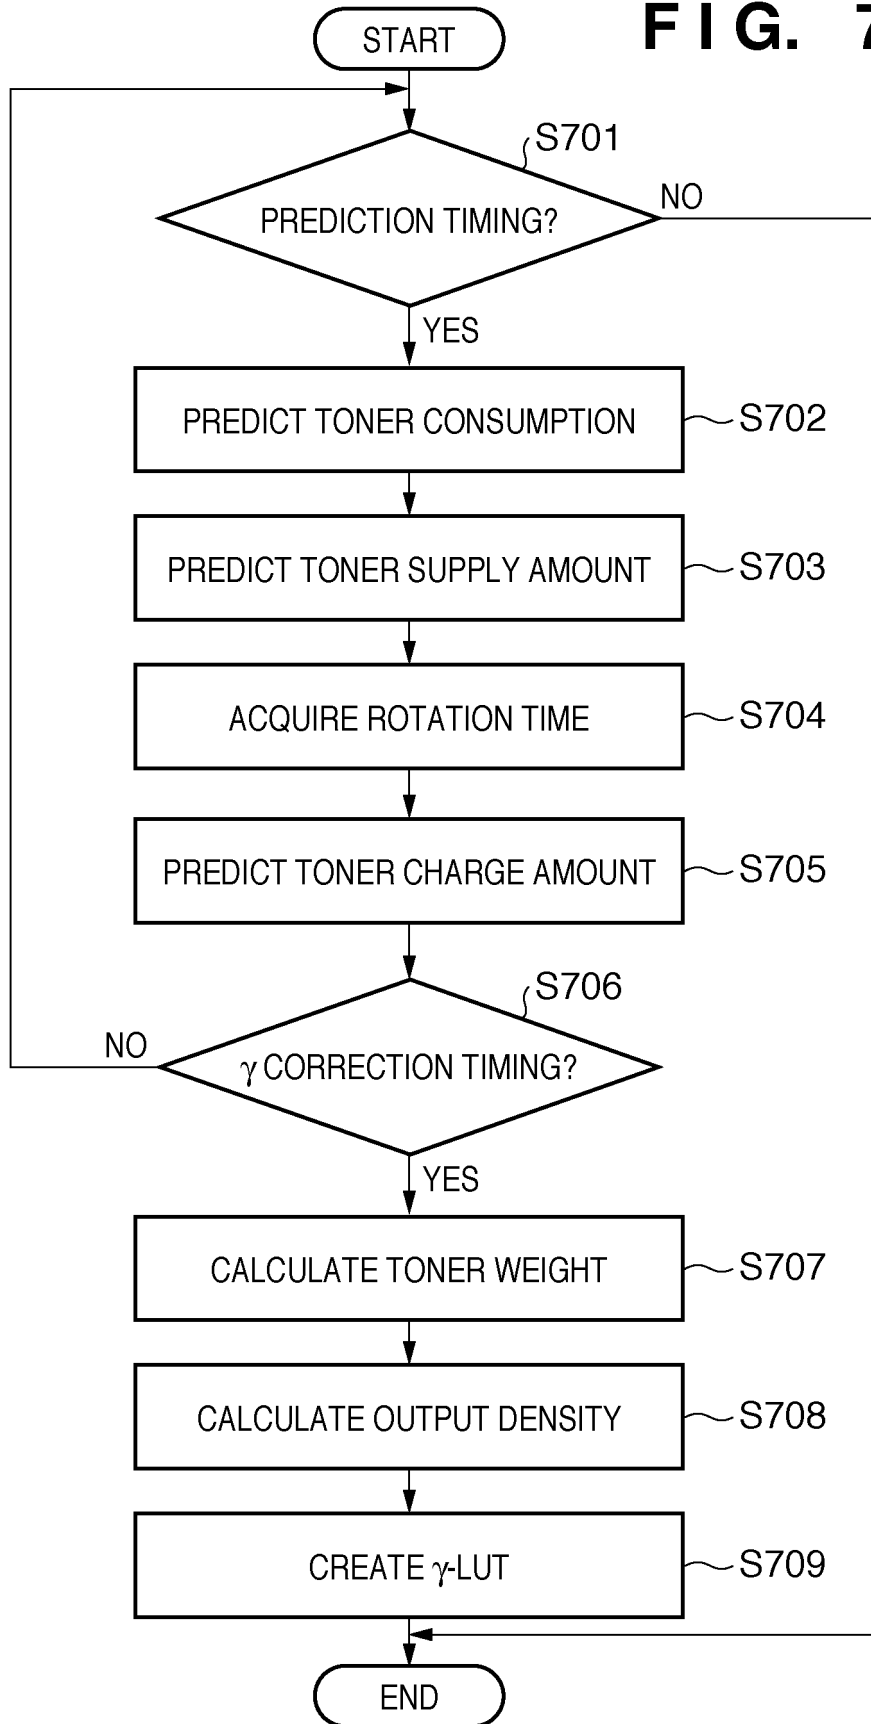 FIG. 7
START
S701
PREDICTION TIMING?
NO
YES
PREDICT TONER CONSUMPTION
S702
PREDICT TONER SUPPLY AMOUNT
S703
ACQUIRE ROTATION TIME
S704
PREDICT TONER CHARGE AMOUNT
S705
S706
γ CORRECTION TIMING?
NO
YES
CALCULATE TONER WEIGHT
S707
CALCULATE OUTPUT DENSITY
S708
CREATE γ-LUT
S709
END